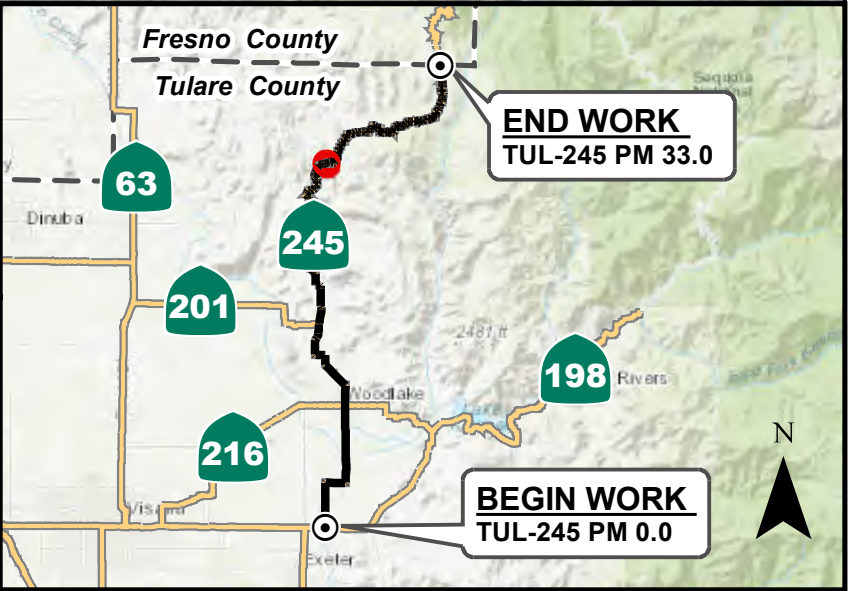 Fresno County
Tulare County
END WORK
TUL-245 PM 33.0
63
Dinuba
245
201
2481 ft
198
Rivers
Woodlake
216
N
BEGIN WORK
TUL-245 PM 0.0
Exeter